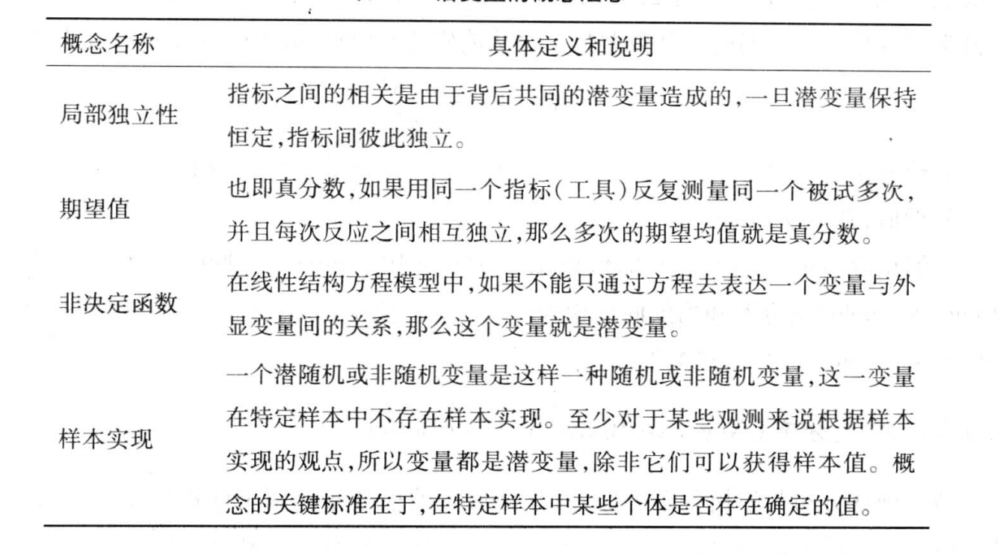 概念名称 具体定义和说明
指标之间的相关是由于背后共同的潜变量造成的,一旦潜变量保持
局部独立性
恒定,指标间彼此独立。
也即真分数,如果用同一个指标(工具)反复测量同一个被试多次,
期望值
并且每次反应之间相互独立,那么多次的期望均值就是真分数。
在线性结构方程模型中,如果不能只通过方程去表达一个变量与外
非决定函数
显变量间的关系,那么这个变量就是潜变量。
一个潜随机或非随机变量是这样一种随机或非随机变量,这一变量
在特定样本中不存在样本实现。至少对于某些观测来说根据样本
样本实现
实现的观点,所以变量都是潜变量,除非它们可以获得样本值。概
念的关键标准在于,在特定样本中某些个体是否存在确定的值。